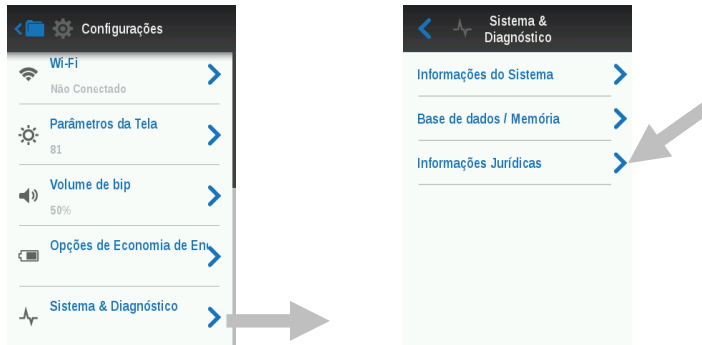 Configurações
Wi-Fi
Não Conectado
Parâmetros da Tela
81
Volume de bip
50%
Opções de Economia de En
Sistema & Diagnóstico
Sistema &
Diagnóstico
Informações do Sistema
Base de dados / Memória
Informações Jurídicas